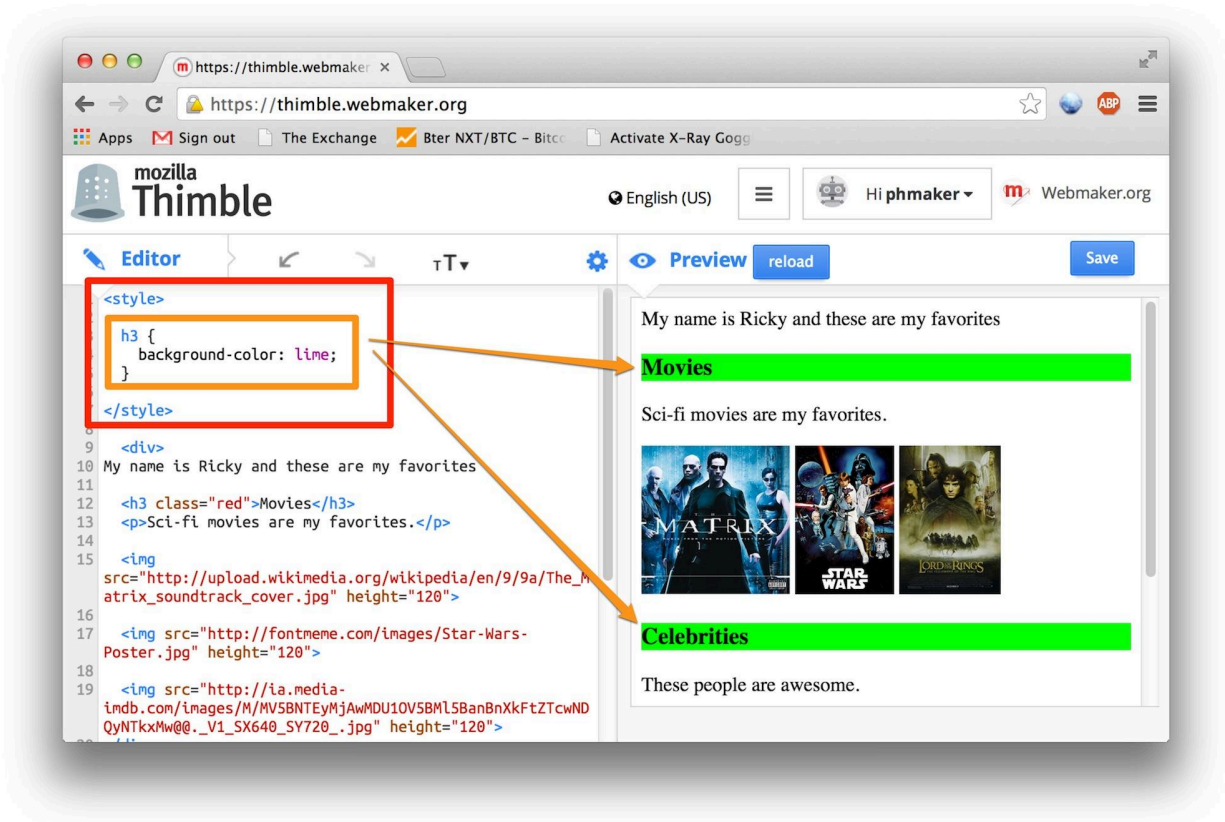 https://thimble.webmaker
https://thimble.webmaker.org
ABP
Apps
Sign out
The Exchange
Bter NXT/BTC - Bitc
Activate X-Ray Gogg
mozilla
Thimble
English (US)
Hi phmaker
Webmaker.org
Editor
TT
Preview
reload
Save
<style>
h3 {
background-color: lime;
}
</style>
8
9 <div>
10 My name is Ricky and these are my favorites
11
12 <h3 class="red">Movies</h3>
13 <p>Sci-fi movies are my favorites.</p>
14
15 <img
src="http://upload.wikimedia.org/wikipedia/en/9/9a/The_M
atrix_soundtrack_cover.jpg" height="120">
16
17 <img src="http://fontmeme.com/images/Star-Wars-
Poster.jpg" height="120">
18
19 <img src="http://ia.media-
imdb.com/images/M/MV5BNTEyMjAwMDU1OV5BMl5BanBnXkFtZTcwND
QyNTkxMw@@._V1_SX640_SY720_.jpg" height="120">
My name is Ricky and these are my favorites
Movies
Sci-fi movies are my favorites.
THE
MATRIX
STAR
WARS
LORD OF THE RINGS
Celebrities
These people are awesome.